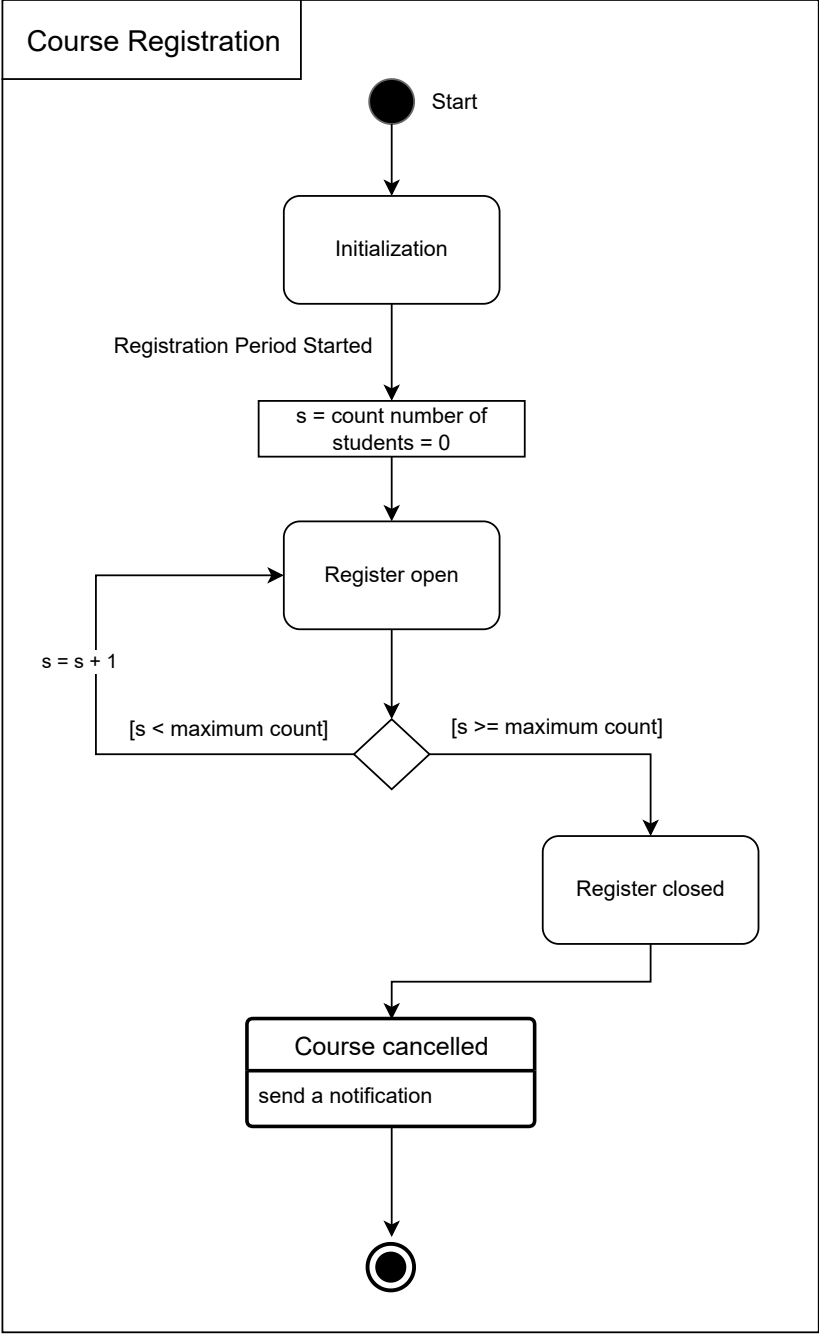 Course Registration
Start
Initialization
Registration Period Started
s = count number of
students = 0
Register open
s = s + 1
[s < maximum count]
[s >= maximum count]
Register closed
Course cancelled
send a notification